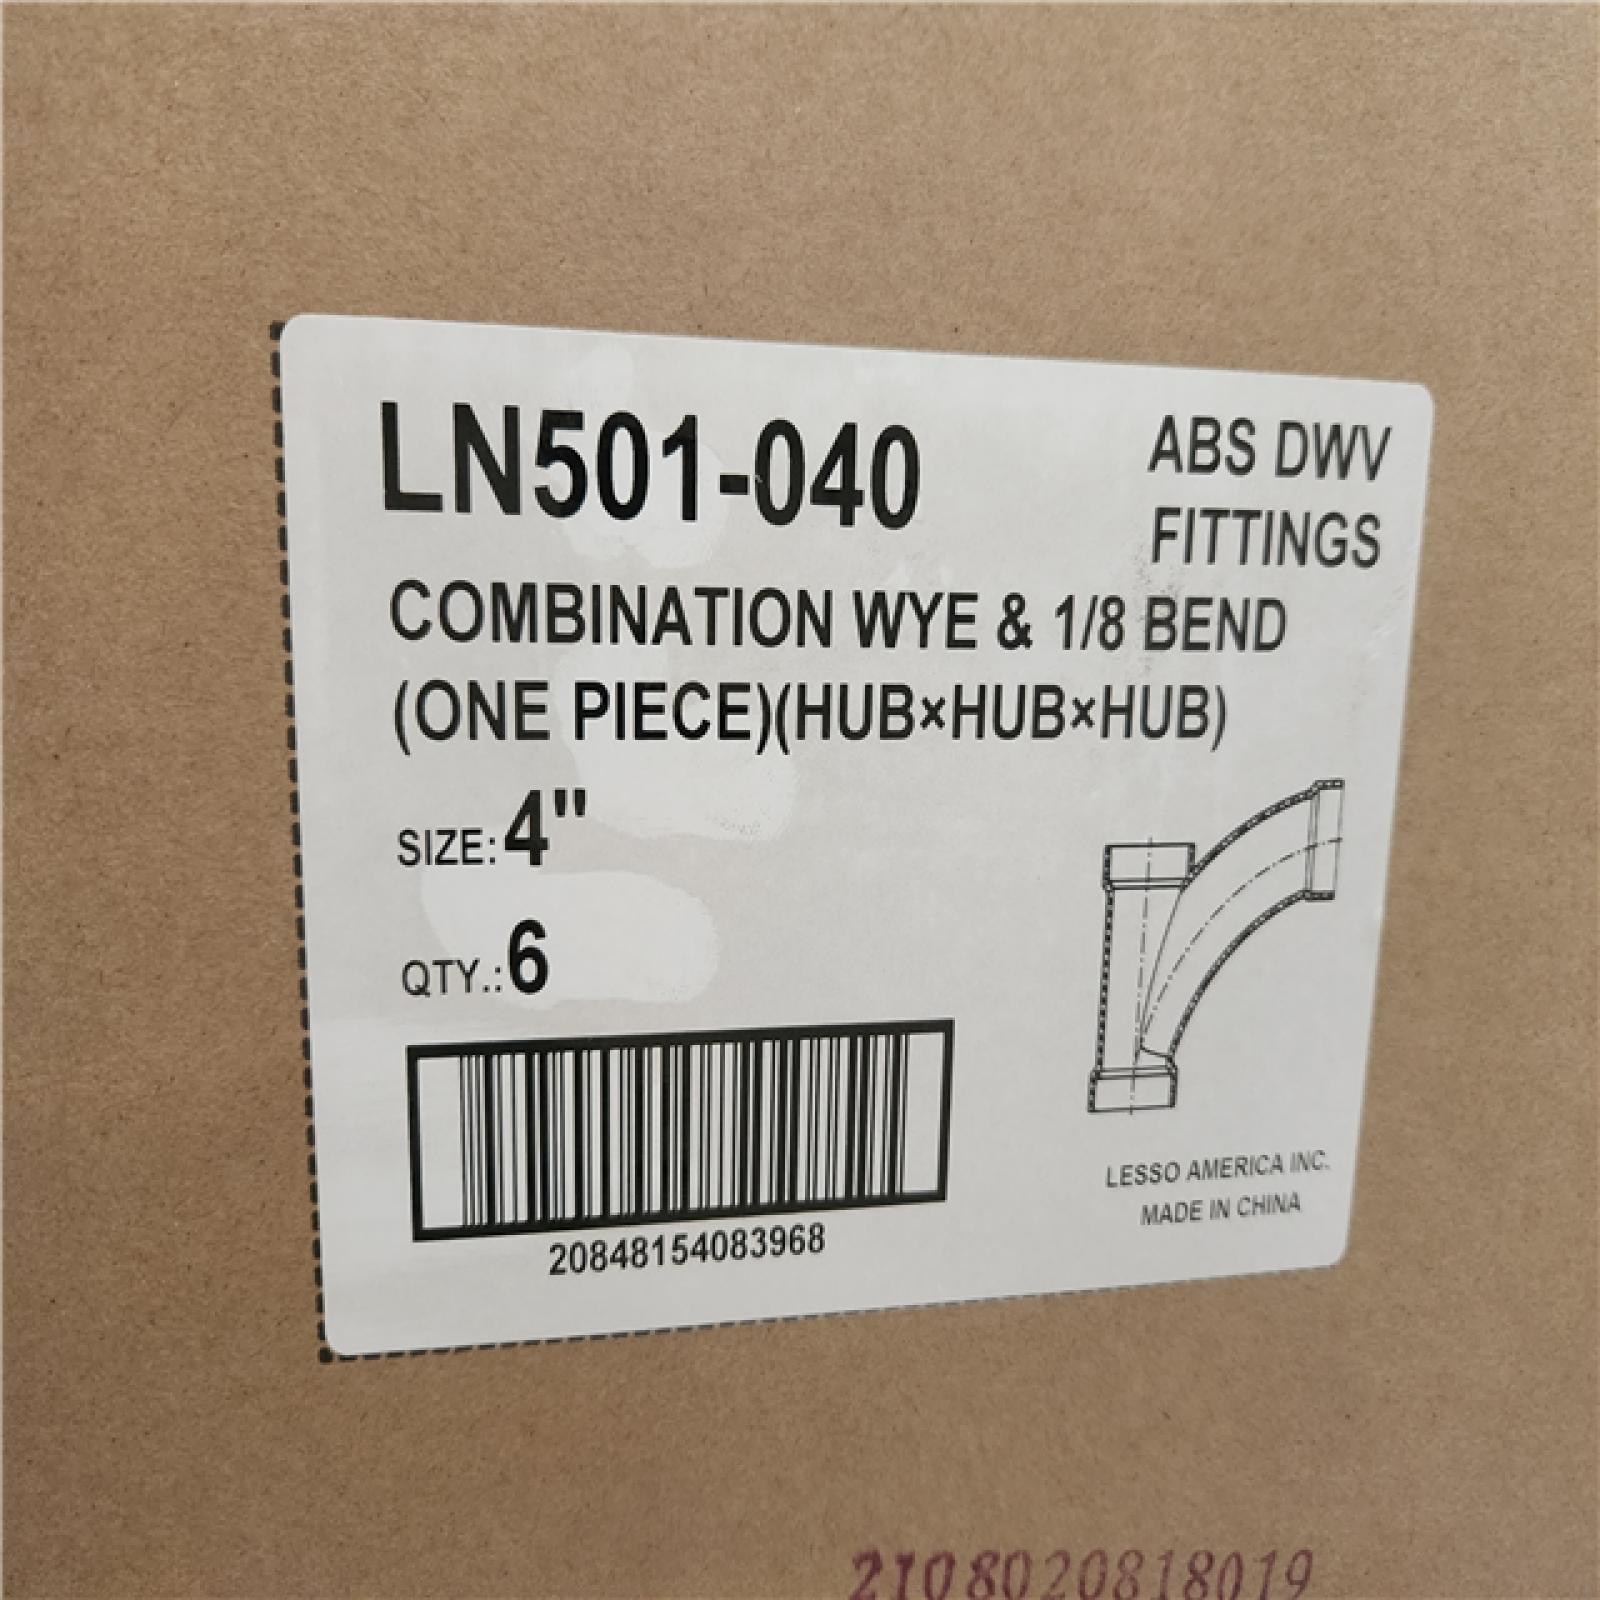 LN501-040
ABS DWV
FITTINGS
COMBINATION WYE & 1/8 BEND
(ONE PIECE)(HUB×HUB×HUB)
SIZE: 4"
QTY.: 6
20848154083968
LESSO AMERICA INC.
MADE IN CHINA
2108020818019